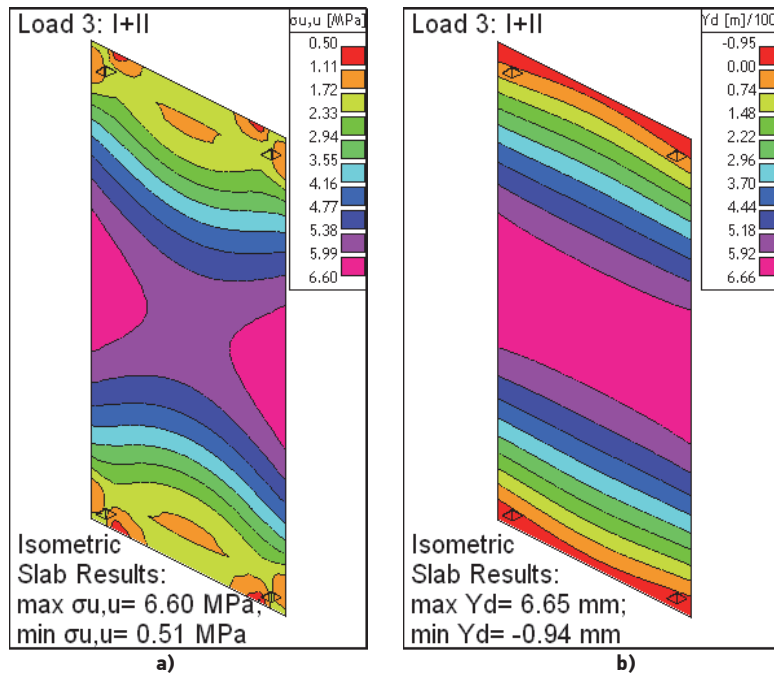 Load 3: I+II
σu,u [MPa]
0.50
1.11
1.72
2.33
2.94
3.55
4.16
4.77
5.38
5.99
6.60
Isometric
Slab Results:
max σu,u= 6.60 MPa;
min σu,u= 0.51 MPa
a)
Load 3: I+II
Yd [m]/100
-0.95
0.00
0.74
1.48
2.22
2.96
3.70
4.44
5.18
5.92
6.66
Isometric
Slab Results:
max Yd= 6.65 mm;
min Yd= -0.94 mm
b)